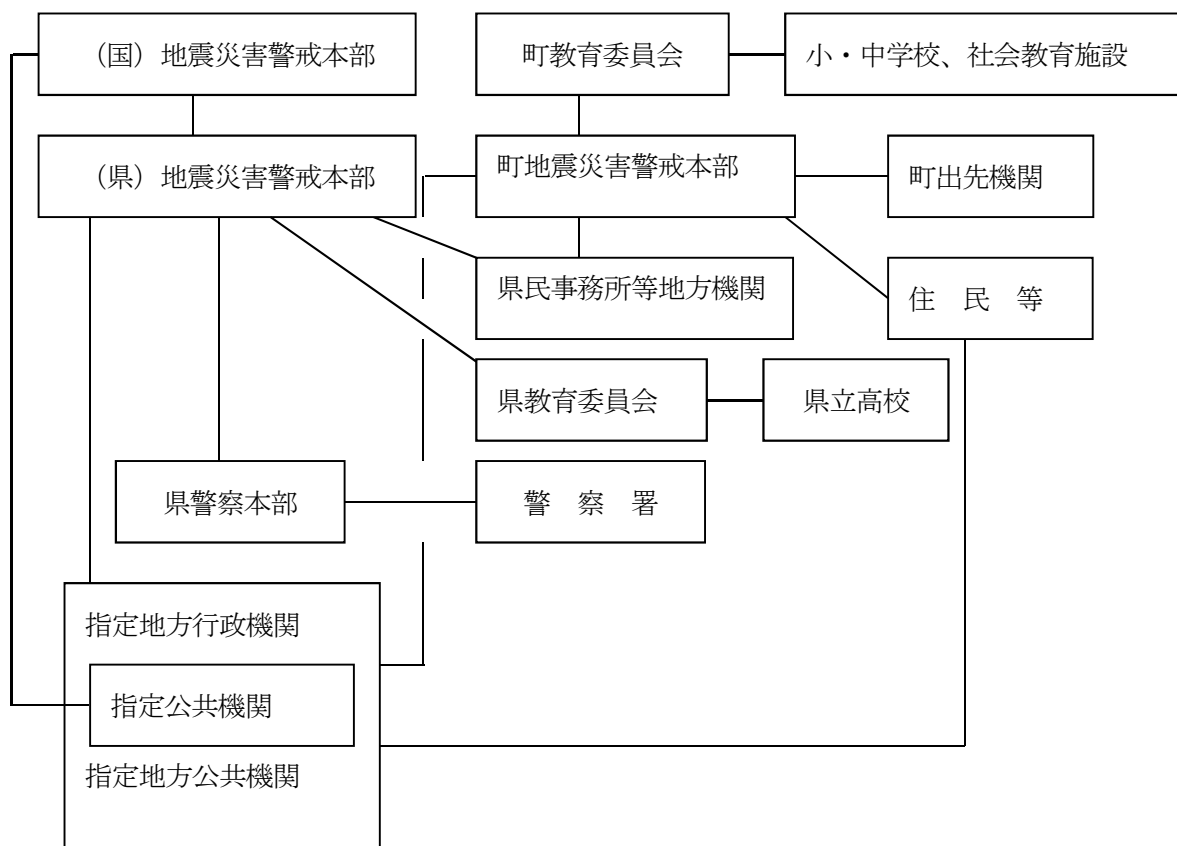 (国)地震災害警戒本部
町教育委員会
小・中学校、社会教育施設
(県)地震災害警戒本部
町地震災害警戒本部
町出先機関
県民事務所等地方機関
住　民　等
県教育委員会
県立高校
県警察本部
警　察　署
指定地方行政機関
指定公共機関
指定地方公共機関